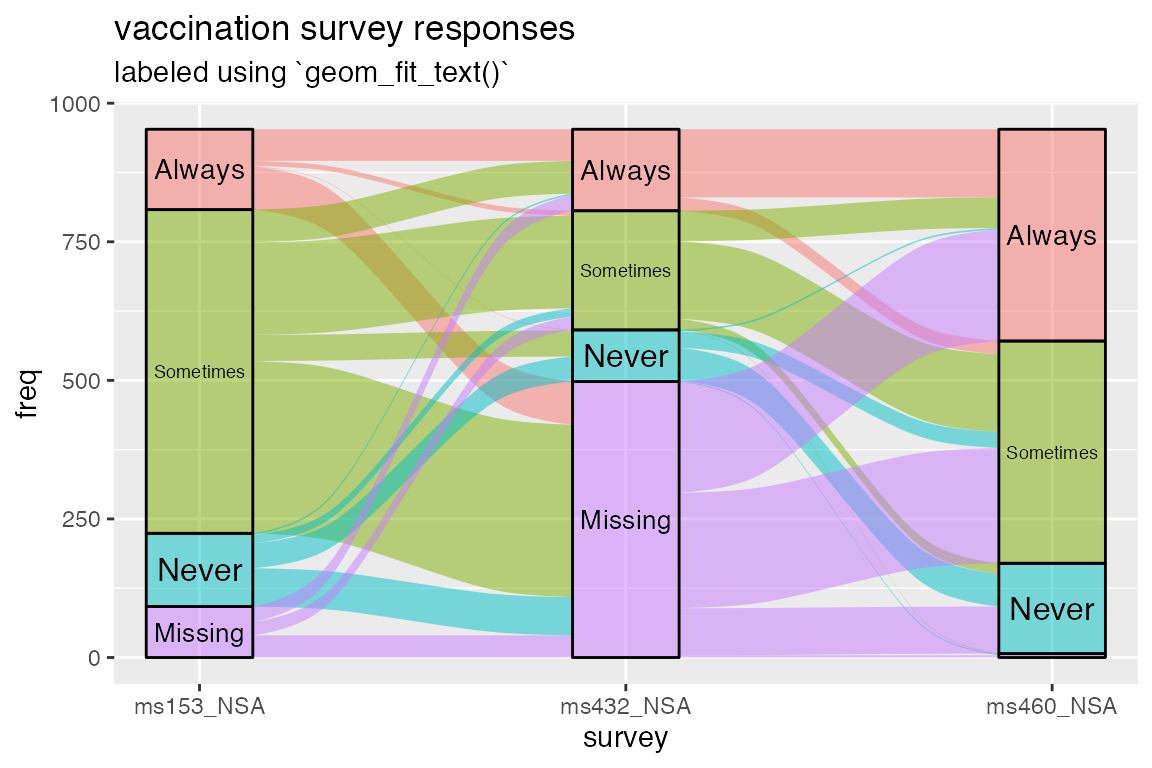 vaccination survey responses
labeled using `geom_fit_text()`
freq
1000
750
500
250
0
Always
Sometimes
Never
Missing
Always
Sometimes
Never
Missing
Always
Sometimes
Never
ms153_NSA
ms432_NSA
ms460_NSA
survey